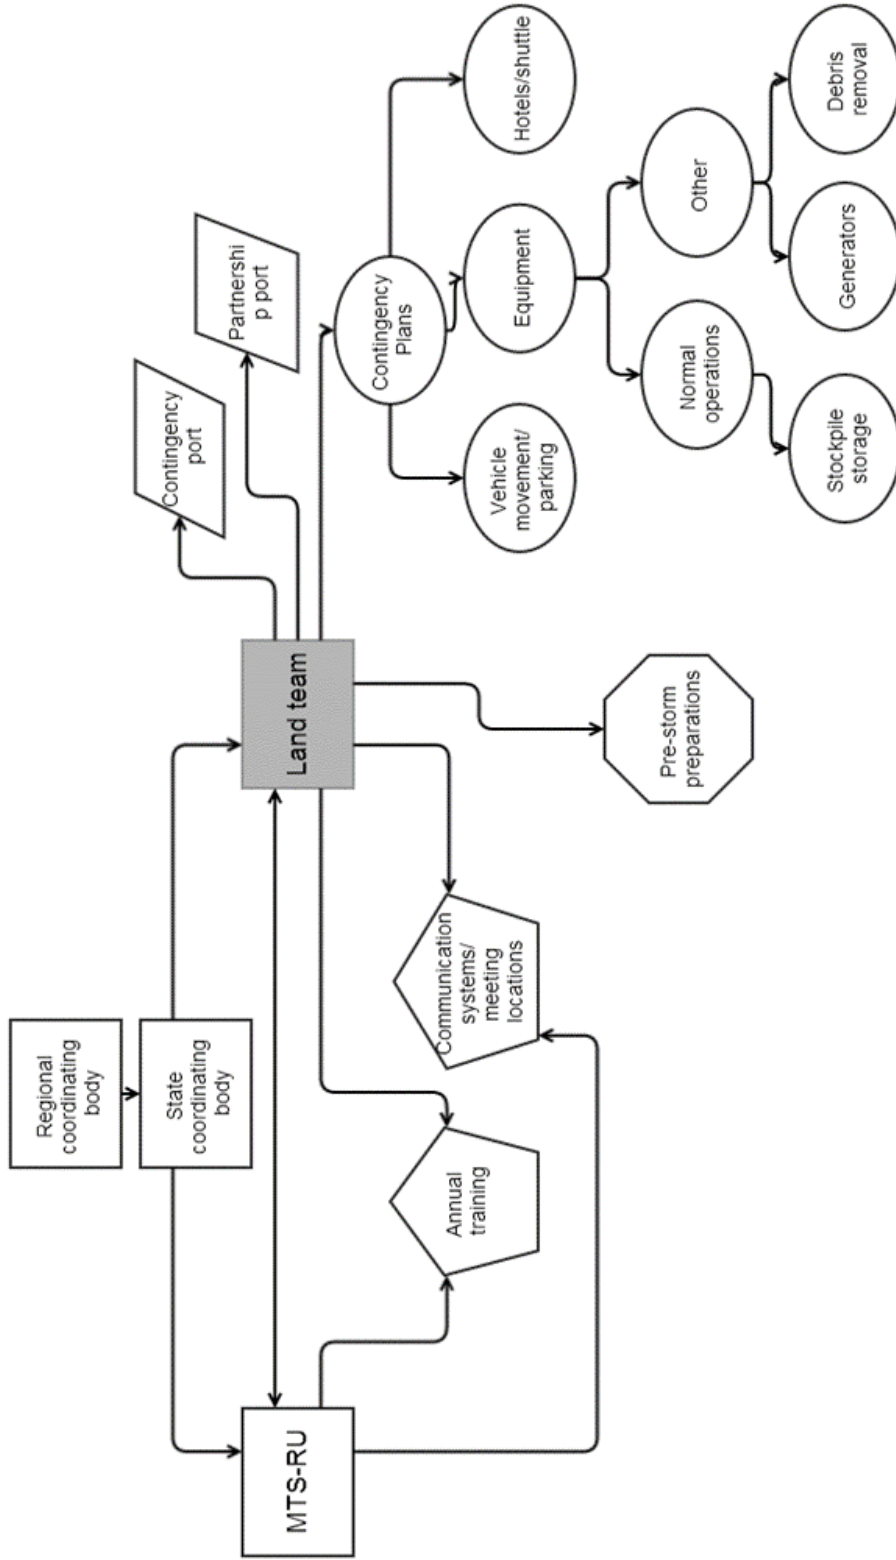 Regional
coordinating
body
State
coordinating
body
MTS-RU
Land team
Contingency
port
Partnershi
p port
Annual
training
Communication
systems/
meeting
locations
Pre-storm
preparations
Contingency
Plans
Vehicle
movement/
parking
Equipment
Hotels/shuttle
Normal
operations
Other
Stockpile
storage
Generators
Debris
removal